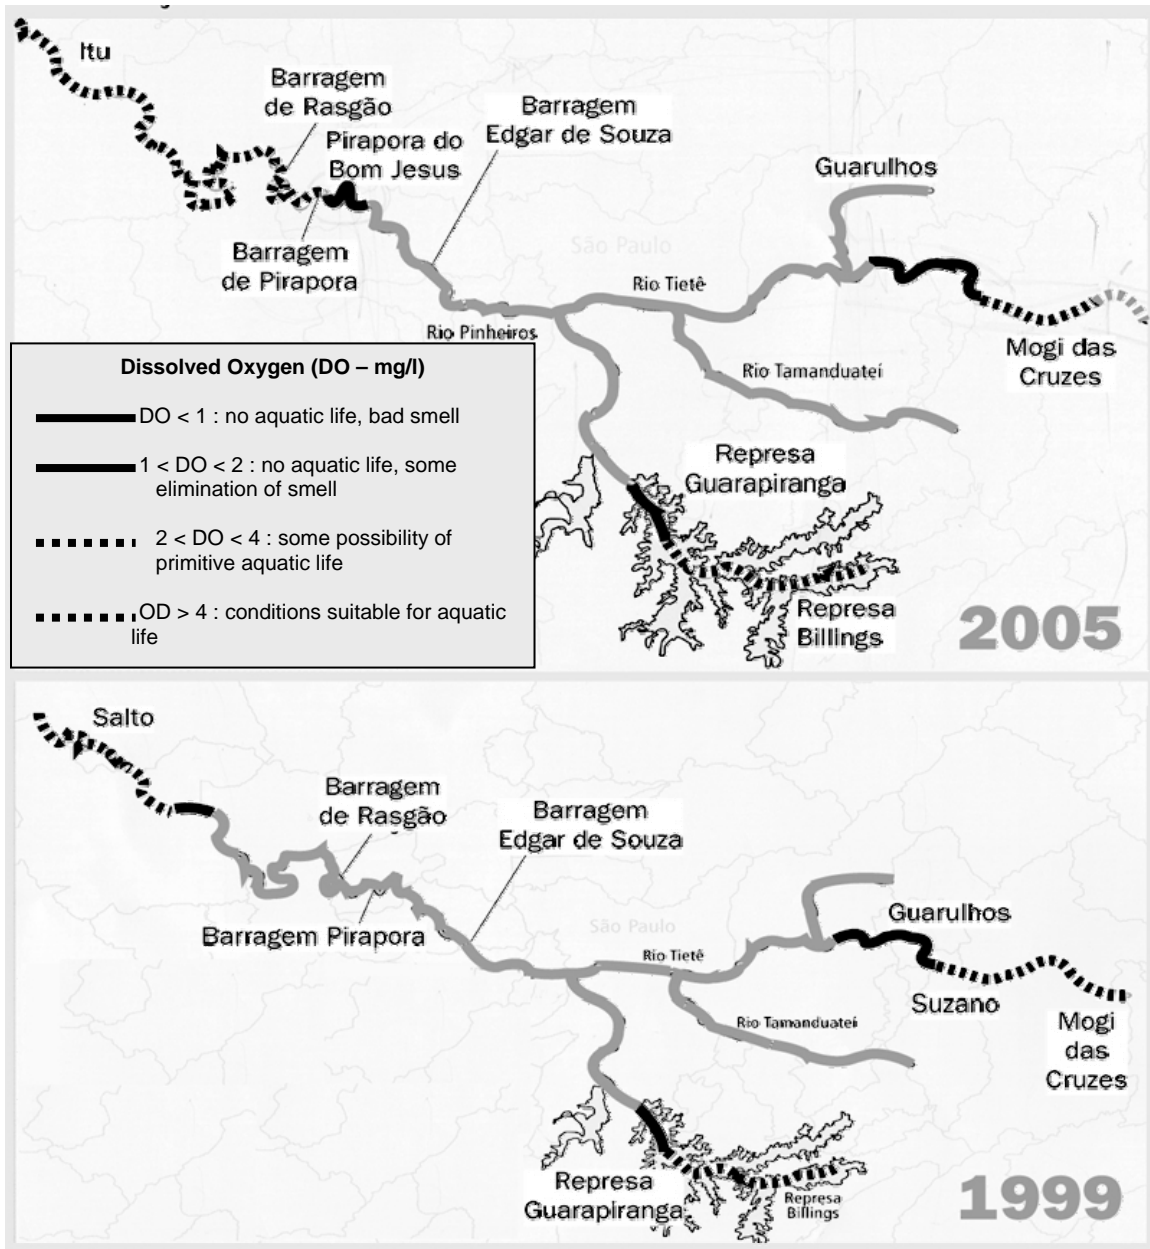 Itu
Barragem
de Rasgão
Pirapora do
Bom Jesus
Barragem
Edgar de Souza
Guarulhos
Barragem
de Pirapora
São Paulo
Rio Tietê
Rio Pinheiros
Mogi das
Cruzes
Rio Tamanduateí
Represa
Guarapiranga
Represa
Billings
2005
Dissolved Oxygen (DO – mg/l)
DO < 1 : no aquatic life, bad smell
1 < DO < 2 : no aquatic life, some
elimination of smell
2 < DO < 4 : some possibility of
primitive aquatic life
OD > 4 : conditions suitable for aquatic
life
Salto
Barragem
de Rasgão
Barragem
Edgar de Souza
Barragem Pirapora
São Paulo
Rio Tietê
Guarulhos
Suzano
Mogi
das
Cruzes
Rio Tamanduateí
Represa
Guarapiranga
Represa
Billings
1999